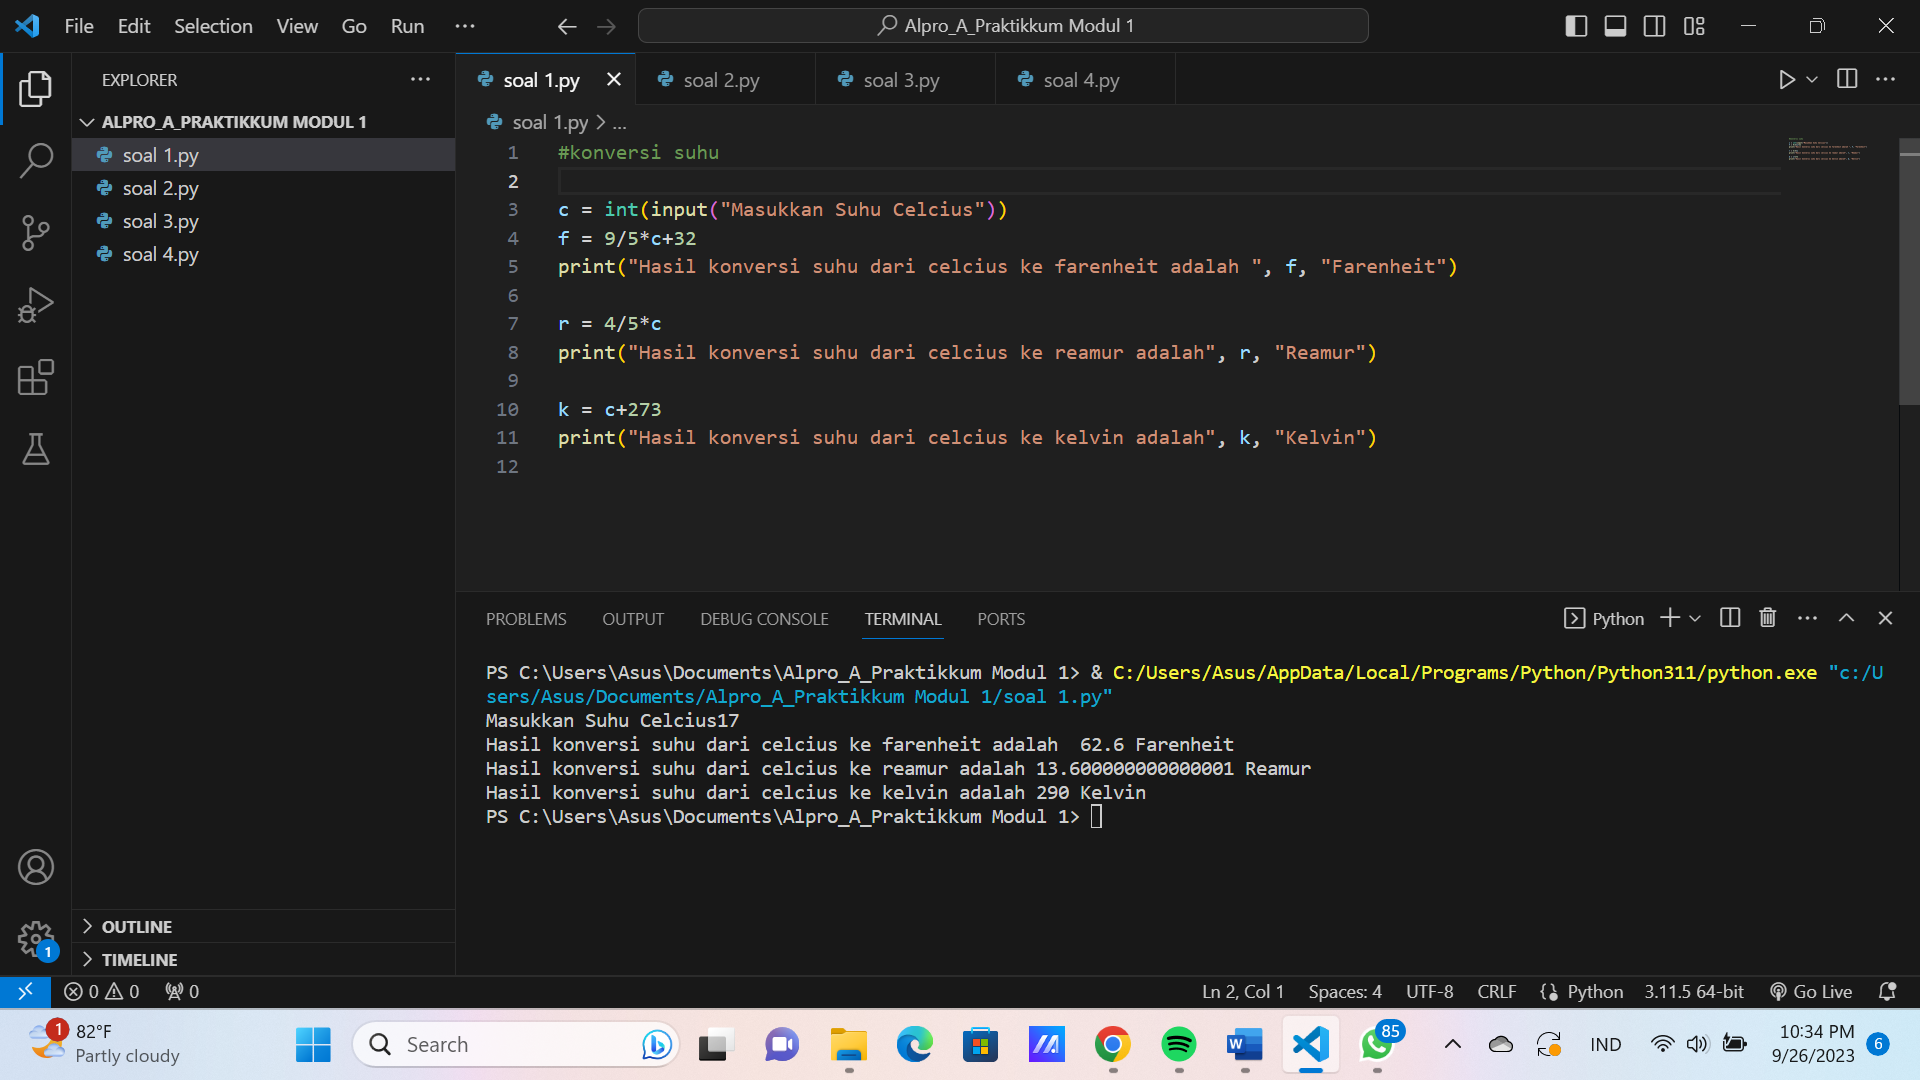 File Edit Selection View Go Run ...
Alpro_A_Praktikkum Modul 1
EXPLORER
ALPRO_A_PRAKTIKKUM MODUL 1
soal 1.py
soal 2.py
soal 3.py
soal 4.py
OUTLINE
TIMELINE
soal 1.py soal 2.py soal 3.py soal 4.py
soal 1.py > ...
1 #konversi suhu
2
3 c = int(input("Masukkan Suhu Celcius"))
4 f = 9/5*c+32
5 print("Hasil konversi suhu dari celcius ke farenheit adalah ", f, "Farenheit")
6
7 r = 4/5*c
8 print("Hasil konversi suhu dari celcius ke reamur adalah", r, "Reamur")
9
10 k = c+273
11 print("Hasil konversi suhu dari celcius ke kelvin adalah", k, "Kelvin")
12
PROBLEMS OUTPUT DEBUG CONSOLE TERMINAL PORTS
Python
PS C:\Users\Asus\Documents\Alpro_A_Praktikkum Modul 1> & C:/Users/Asus/AppData/Local/Programs/Python/Python311/python.exe "c:/U
sers/Asus/Documents/Alpro_A_Praktikkum Modul 1/soal 1.py"
Masukkan Suhu Celcius17
Hasil konversi suhu dari celcius ke farenheit adalah  62.6 Farenheit
Hasil konversi suhu dari celcius ke reamur adalah 13.600000000000001 Reamur
Hasil konversi suhu dari celcius ke kelvin adalah 290 Kelvin
PS C:\Users\Asus\Documents\Alpro_A_Praktikkum Modul 1>
1
0 0 0 Ln 2, Col 1 Spaces: 4 UTF-8 CRLF Python 3.11.5 64-bit Go Live
1 82°F
Partly cloudy
Search
85
IND
10:34 PM
9/26/2023
6